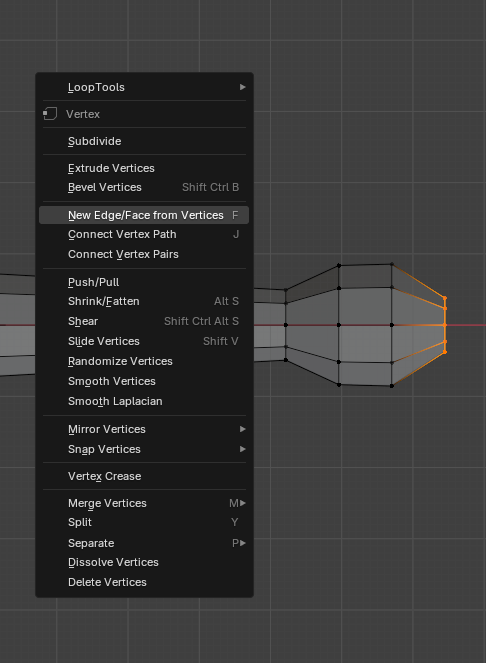 LoopTools
Vertex
Subdivide
Extrude Vertices
Bevel Vertices Shift Ctrl B
New Edge/Face from Vertices F
Connect Vertex Path J
Connect Vertex Pairs
Push/Pull
Shrink/Fatten Alt S
Shear Shift Ctrl Alt S
Slide Vertices Shift V
Randomize Vertices
Smooth Vertices
Smooth Laplacian
Mirror Vertices
Snap Vertices
Vertex Crease
Merge Vertices M
Split Y
Separate P
Dissolve Vertices
Delete Vertices